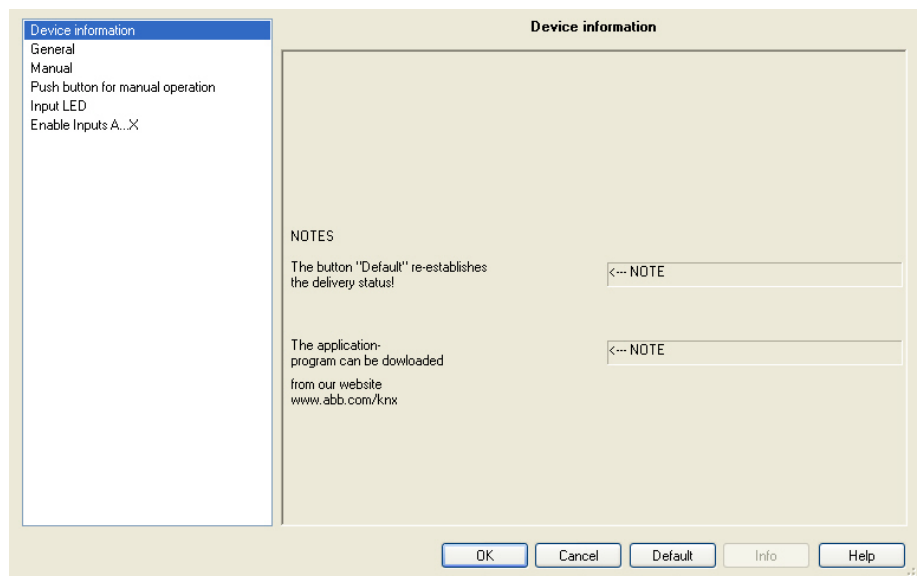 Device information
General
Manual
Push button for manual operation
Input LED
Enable Inputs A...X
Device information
NOTES
The button "Default" re-establishes
the delivery status!
<--- NOTE
The application-
program can be dowloaded
<--- NOTE
from our website
www.abb.com/knx
OK
Cancel
Default
Info
Help